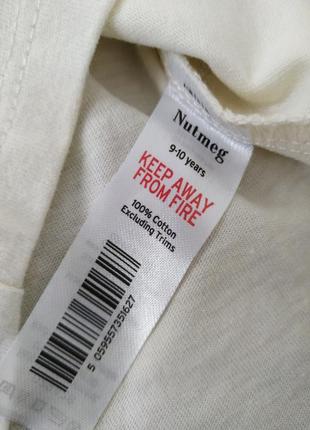 Nutmeg
9-10 years
KEEP AWAY
FROM FIRE
100% Cotton
Excluding Trims
5 059557 351627